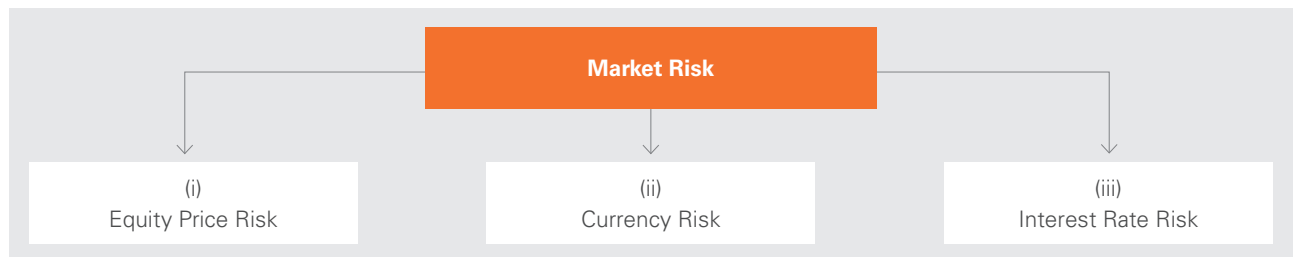 Market Risk
(i)
Equity Price Risk
(ii)
Currency Risk
(iii)
Interest Rate Risk